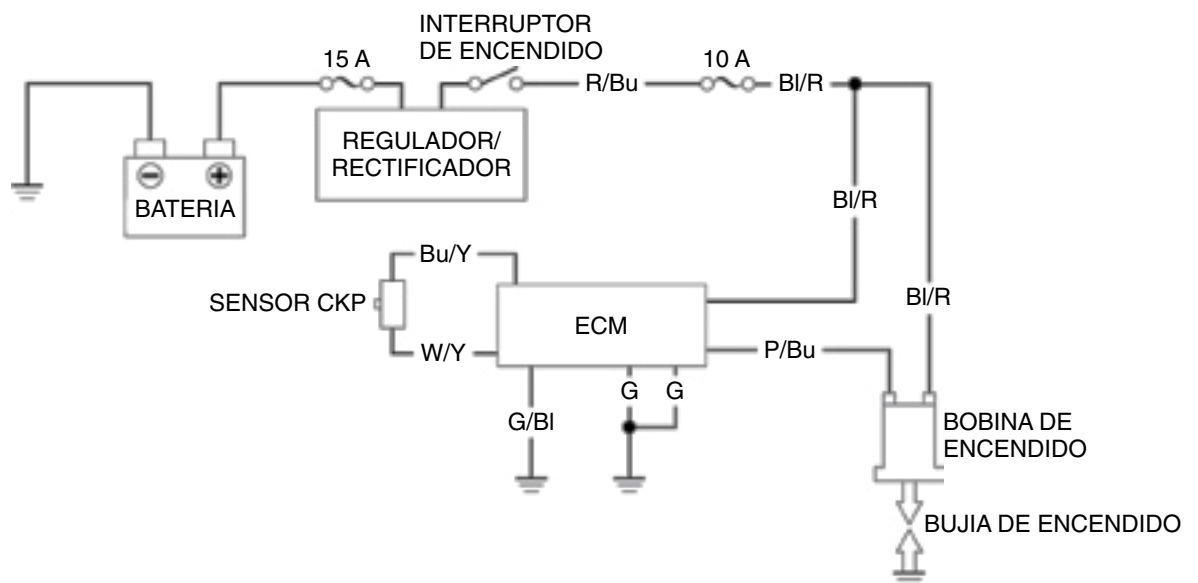 INTERRUPTOR
DE ENCENDIDO
15 A
R/Bu
10 A
Bl/R
REGULADOR/
RECTIFICADOR
BATERIA
Bl/R
Bu/Y
SENSOR CKP
ECM
Bl/R
W/Y
P/Bu
G
G
G/Bl
BOBINA DE
ENCENDIDO
BUJIA DE ENCENDIDO